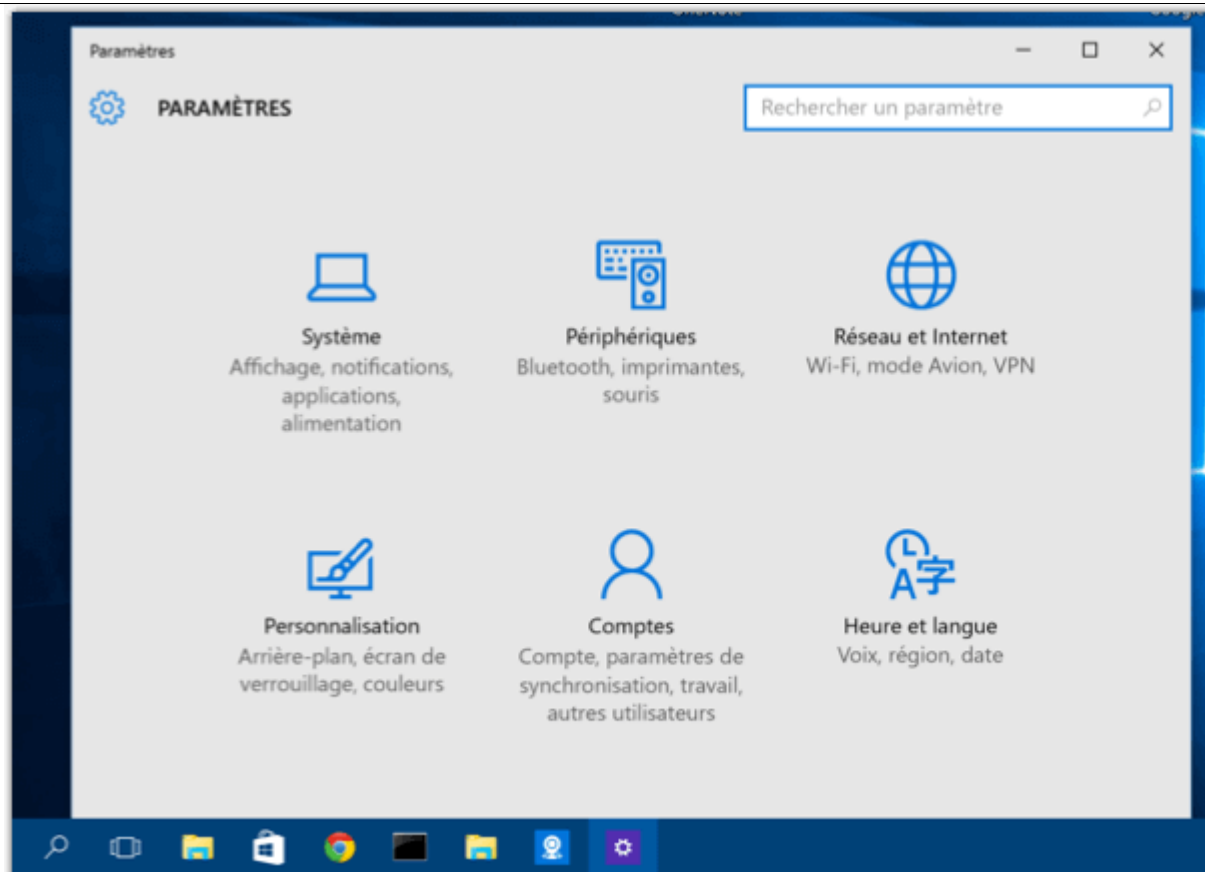 Paramètres
PARAMÈTRES
Rechercher un paramètre
Système
Affichage, notifications,
applications,
alimentation
Périphériques
Bluetooth, imprimantes,
souris
Réseau et Internet
Wi-Fi, mode Avion, VPN
Personnalisation
Arrière-plan, écran de
verrouillage, couleurs
Comptes
Compte, paramètres de
synchronisation, travail,
autres utilisateurs
Heure et langue
Voix, région, date